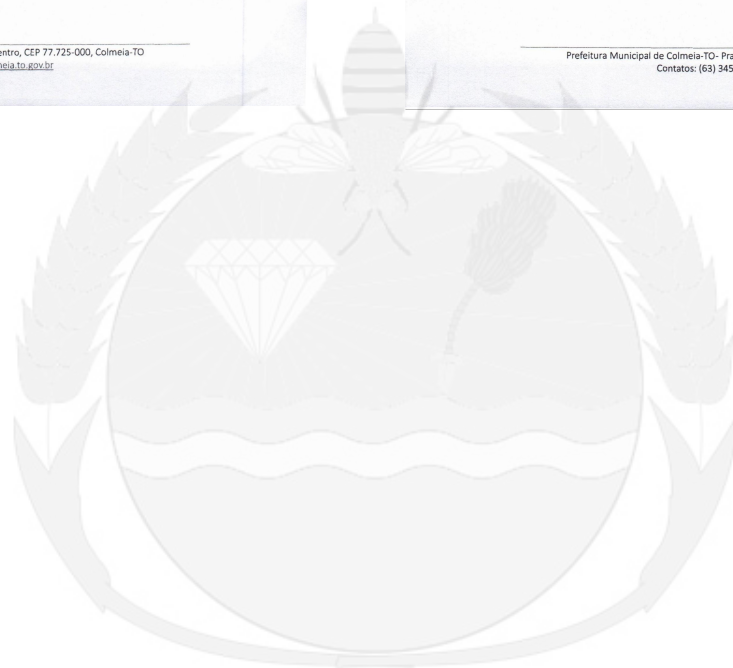 entro, CEP 77.725-000, Colmeia-TO
neia.to.gov.br
Prefeitura Municipal de Colmeia-TO- Pra
Contatos: (63) 345